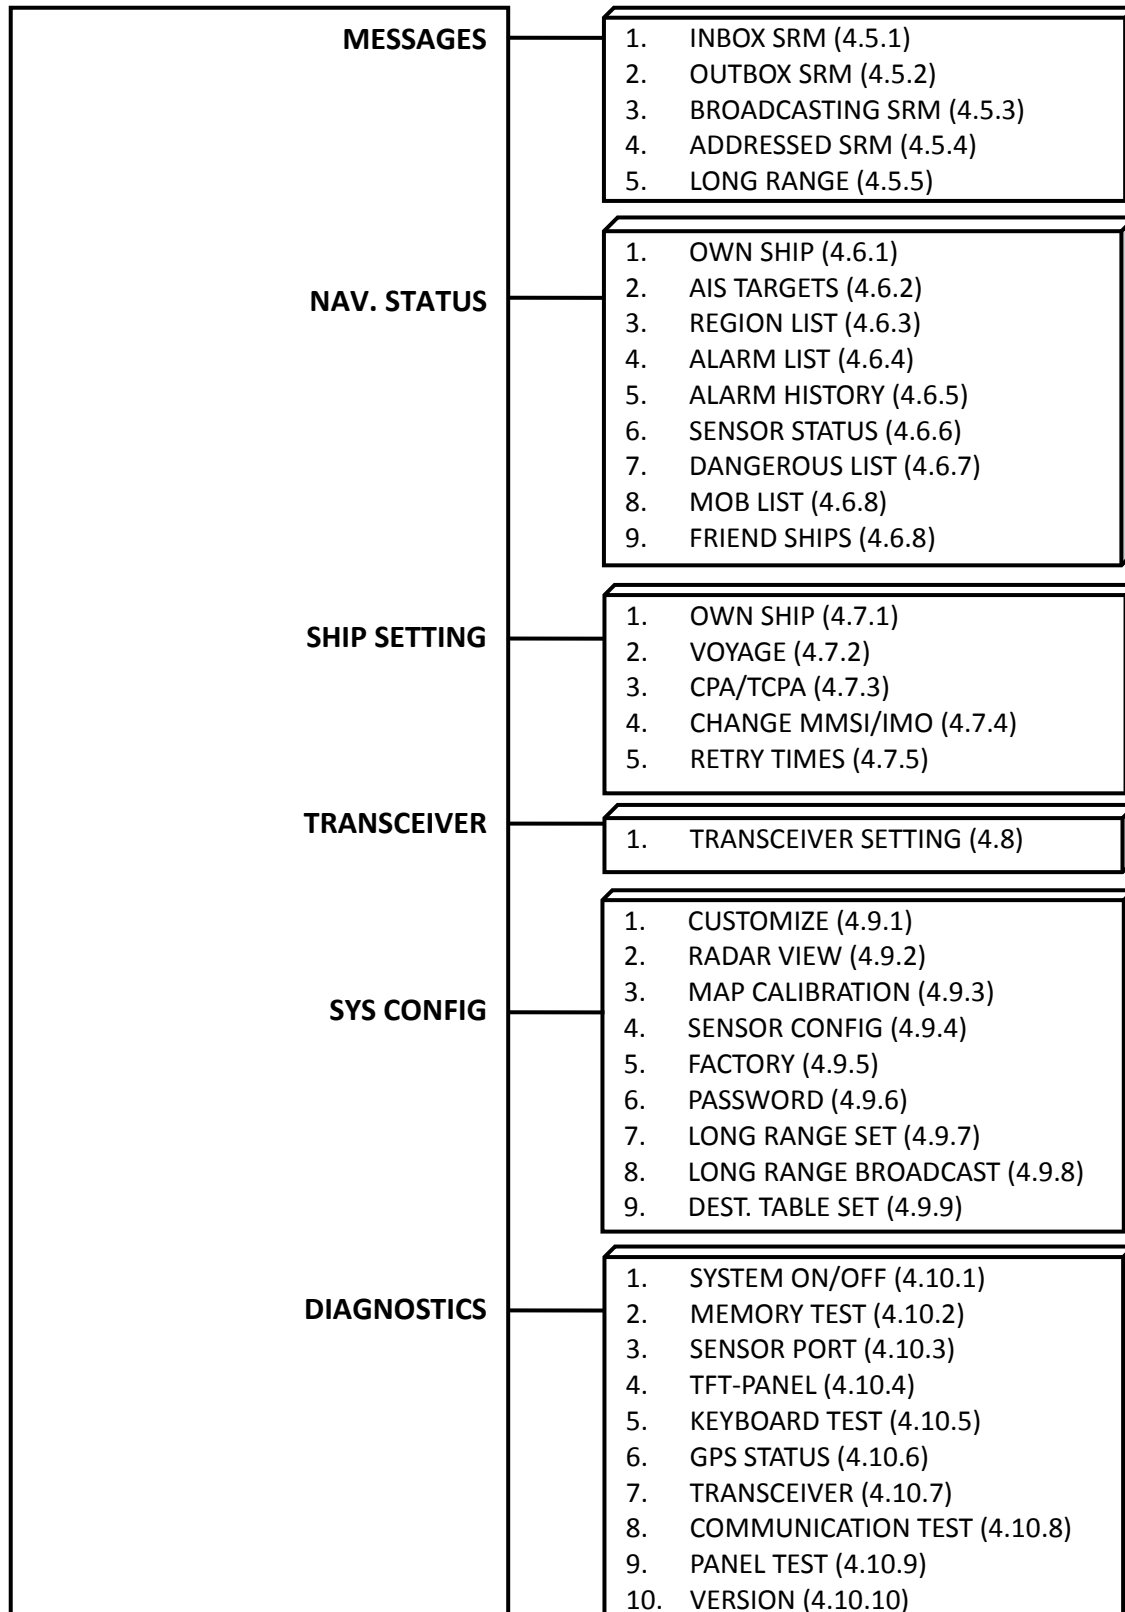 MESSAGES
1. INBOX SRM (4.5.1)
2. OUTBOX SRM (4.5.2)
3. BROADCASTING SRM (4.5.3)
4. ADDRESSED SRM (4.5.4)
5. LONG RANGE (4.5.5)
NAV. STATUS
1. OWN SHIP (4.6.1)
2. AIS TARGETS (4.6.2)
3. REGION LIST (4.6.3)
4. ALARM LIST (4.6.4)
5. ALARM HISTORY (4.6.5)
6. SENSOR STATUS (4.6.6)
7. DANGEROUS LIST (4.6.7)
8. MOB LIST (4.6.8)
9. FRIEND SHIPS (4.6.8)
SHIP SETTING
1. OWN SHIP (4.7.1)
2. VOYAGE (4.7.2)
3. CPA/TCPA (4.7.3)
4. CHANGE MMSI/IMO (4.7.4)
5. RETRY TIMES (4.7.5)
TRANSCEIVER
1. TRANSCEIVER SETTING (4.8)
SYS CONFIG
1. CUSTOMIZE (4.9.1)
2. RADAR VIEW (4.9.2)
3. MAP CALIBRATION (4.9.3)
4. SENSOR CONFIG (4.9.4)
5. FACTORY (4.9.5)
6. PASSWORD (4.9.6)
7. LONG RANGE SET (4.9.7)
8. LONG RANGE BROADCAST (4.9.8)
9. DEST. TABLE SET (4.9.9)
DIAGNOSTICS
1. SYSTEM ON/OFF (4.10.1)
2. MEMORY TEST (4.10.2)
3. SENSOR PORT (4.10.3)
4. TFT-PANEL (4.10.4)
5. KEYBOARD TEST (4.10.5)
6. GPS STATUS (4.10.6)
7. TRANSCEIVER (4.10.7)
8. COMMUNICATION TEST (4.10.8)
9. PANEL TEST (4.10.9)
10. VERSION (4.10.10)